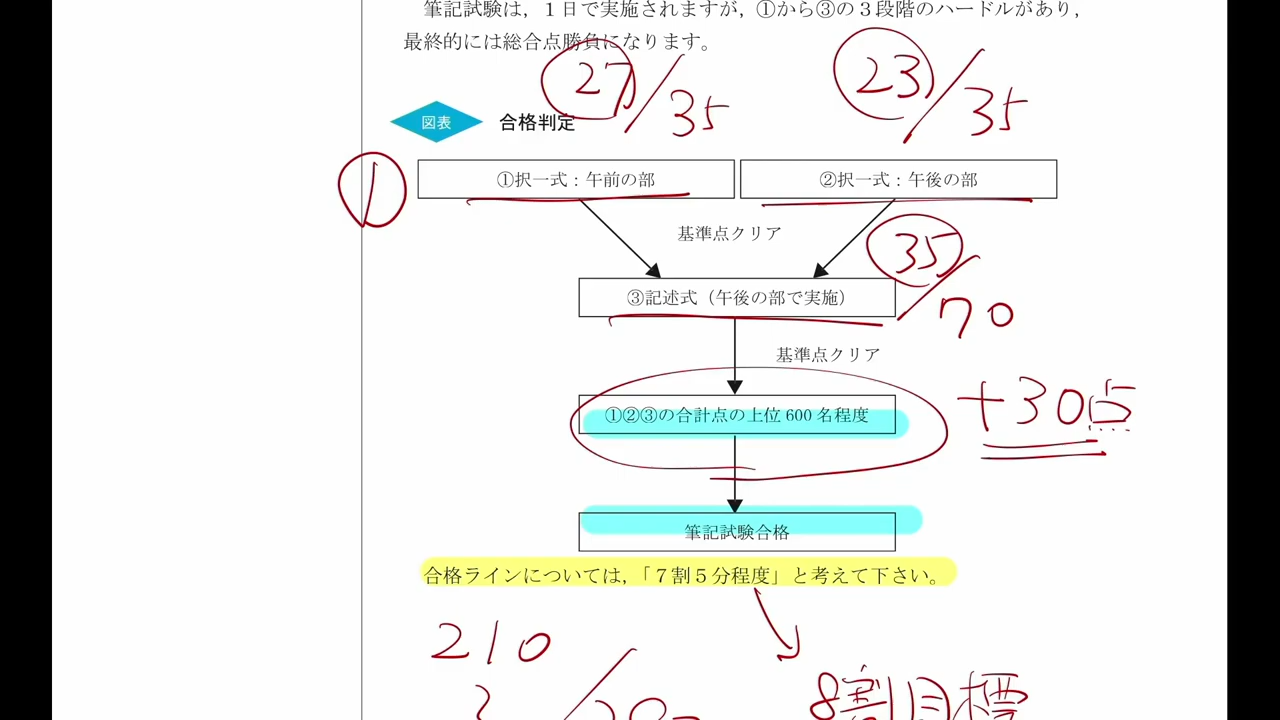 筆記試験は，１日で実施されますが，①から③の３段階のハードルがあり，
最終的には総合点勝負になります。
27/35
23/35
図表 合格判定
1
①択一式：午前の部
②択一式：午後の部
基準点クリア
35/70
③記述式（午後の部で実施）
基準点クリア
①②③の合計点の上位 600 名程度
+30点
筆記試験合格
合格ラインについては，「７割５分程度」と考えて下さい。
210
8割目標